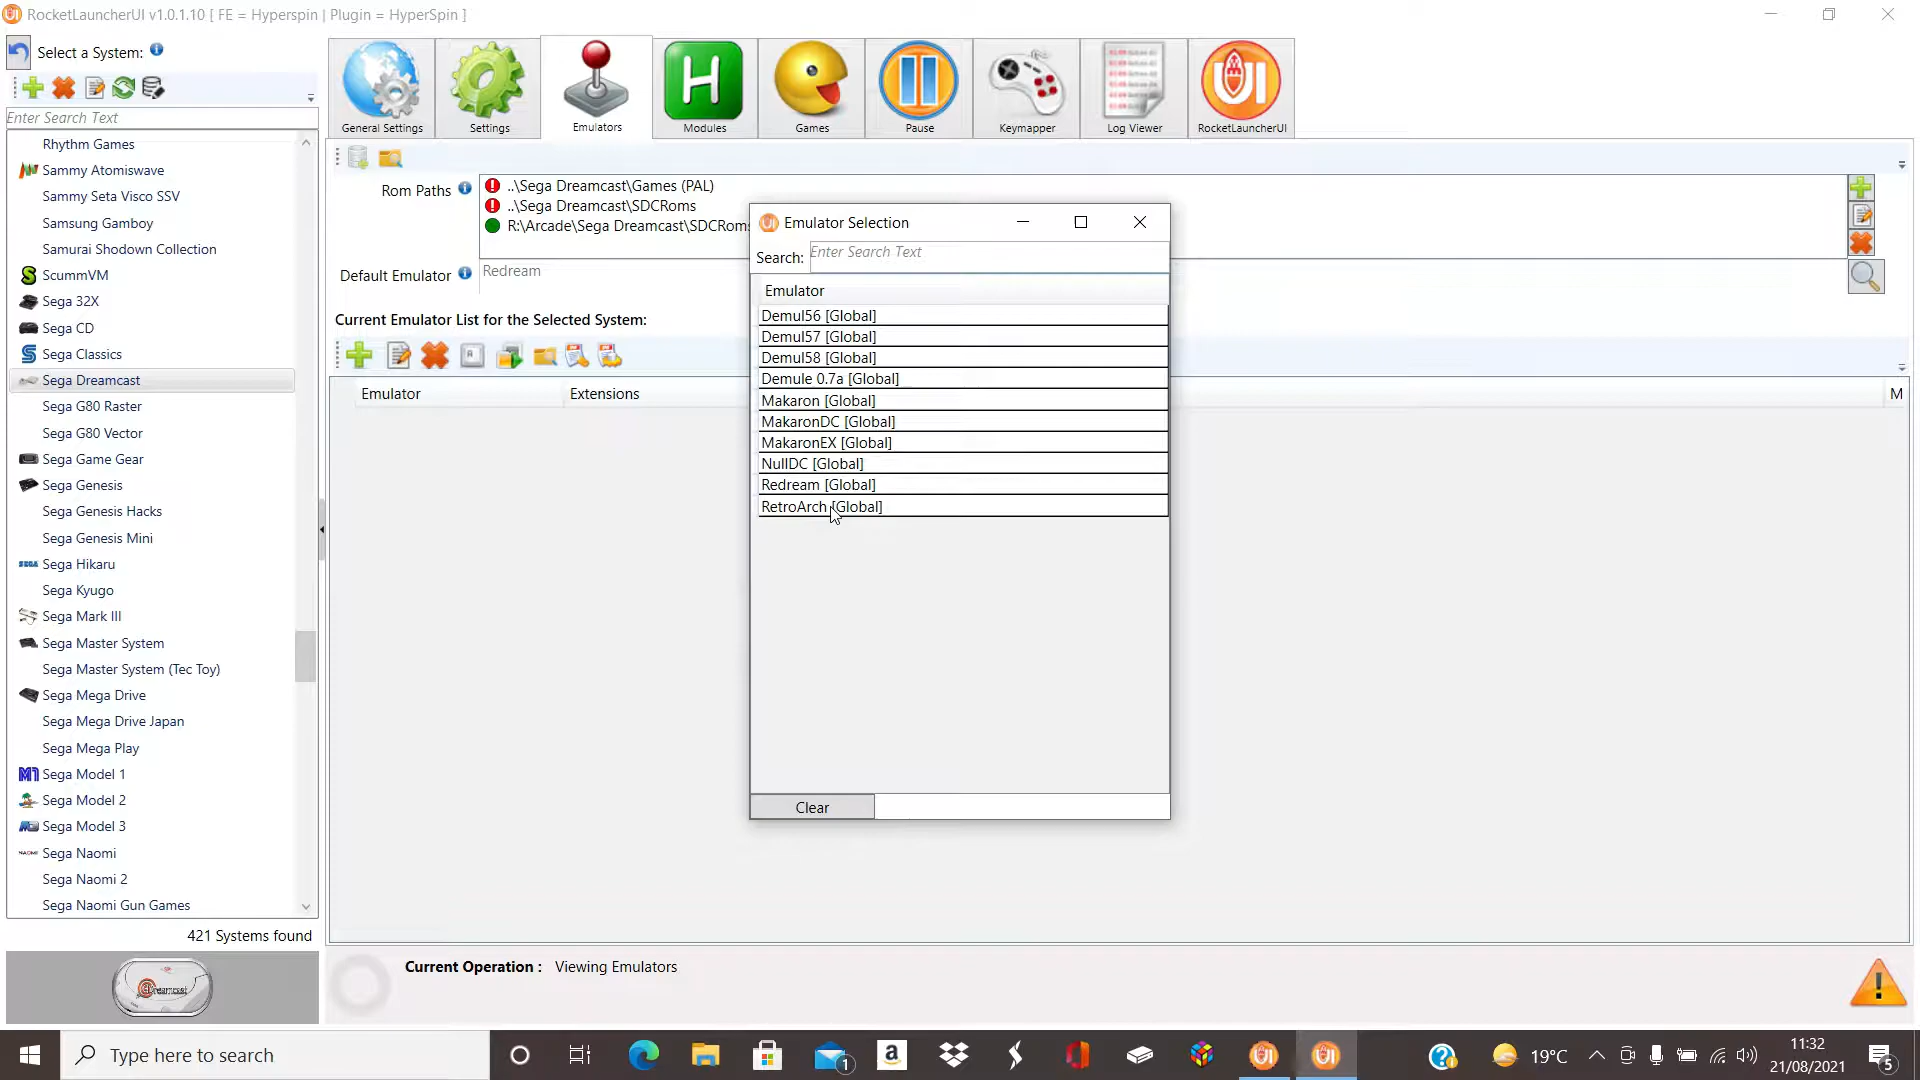 RocketLauncherUI v1.0.1.10 [ FE = Hyperspin | Plugin = HyperSpin ]
Select a System:
Enter Search Text
Rhythm Games
Sammy Atomiswave
Sammy Seta Visco SSV
Samsung Gamboy
Samurai Shodown Collection
ScummVM
Sega 32X
Sega CD
Sega Classics
Sega Dreamcast
Sega G80 Raster
Sega G80 Vector
Sega Game Gear
Sega Genesis
Sega Genesis Hacks
Sega Genesis Mini
Sega Hikaru
Sega Kyugo
Sega Mark III
Sega Master System
Sega Master System (Tec Toy)
Sega Mega Drive
Sega Mega Drive Japan
Sega Mega Play
Sega Model 1
Sega Model 2
Sega Model 3
Sega Naomi
Sega Naomi 2
Sega Naomi Gun Games
421 Systems found
Dreamcast
General Settings
Settings
Emulators
Modules
Games
Pause
Keymapper
Log Viewer
RocketLauncherUI
Rom Paths
..\Sega Dreamcast\Games (PAL)
..\Sega Dreamcast\SDCRoms
R:\Arcade\Sega Dreamcast\SDCRoms
Default Emulator
Redream
Current Emulator List for the Selected System:
Emulator
Extensions
M
Emulator Selection
Search:
Enter Search Text
Emulator
Demul56 [Global]
Demul57 [Global]
Demul58 [Global]
Demule 0.7a [Global]
Makaron [Global]
MakaronDC [Global]
MakaronEX [Global]
NullDC [Global]
Redream [Global]
RetroArch [Global]
Clear
Current Operation : Viewing Emulators
Type here to search
1
19°C
11:32
21/08/2021
5